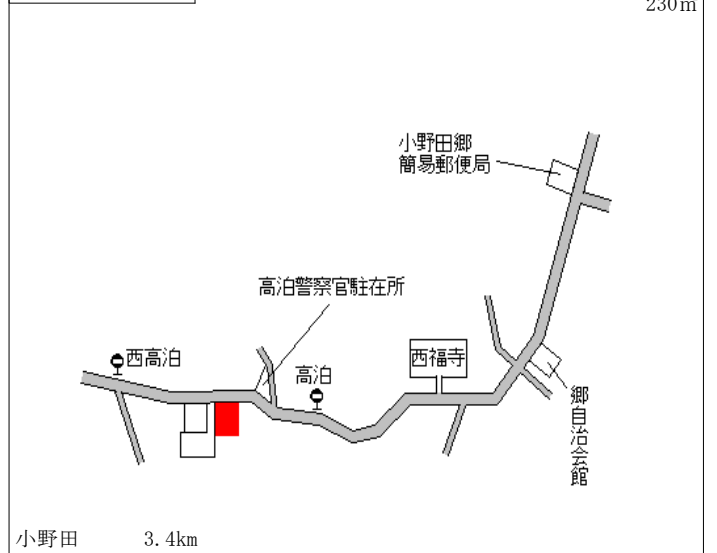 230m
小野田郷
簡易郵便局
高泊警察官駐在所
西高泊
高泊
西福寺
郷自治会館
小野田 3.4km